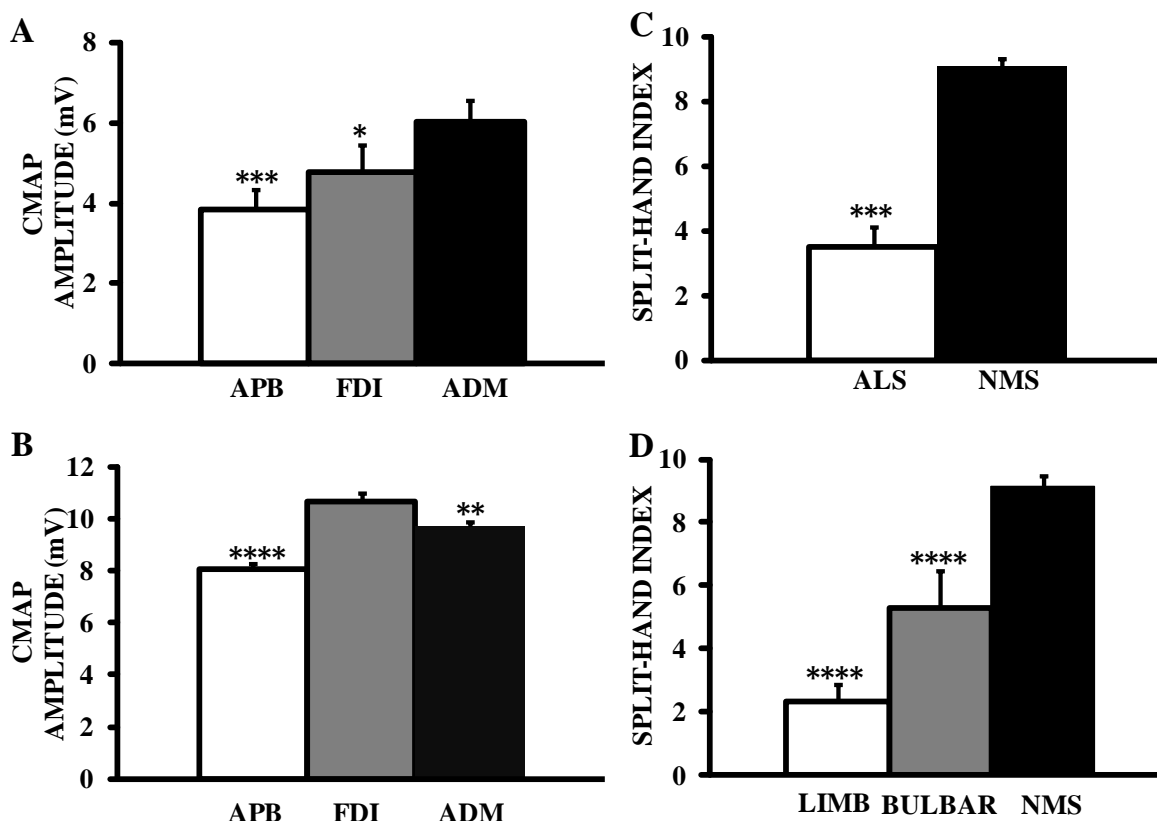 A
CMAP
AMPLITUDE (mV)
8
6
4
2
0
***
*
APB FDI ADM
B
CMAP
AMPLITUDE (mV)
12
10
8
6
4
2
0
****
**
APB FDI ADM
C
SPLIT-HAND INDEX
10
8
6
4
2
0
***
ALS NMS
D
SPLIT-HAND INDEX
10
8
6
4
2
0
****
****
LIMB BULBAR NMS